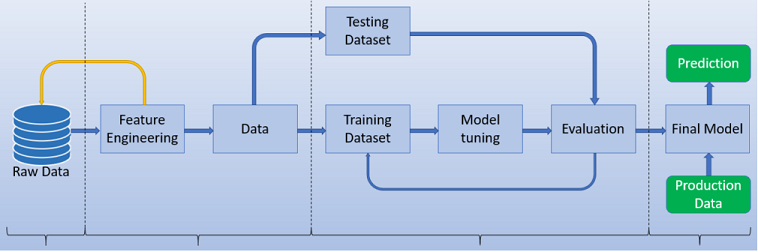 Testing
Dataset
Prediction
Raw Data
Feature
Engineering
Data
Training
Dataset
Model
tuning
Evaluation
Final Model
Production
Data